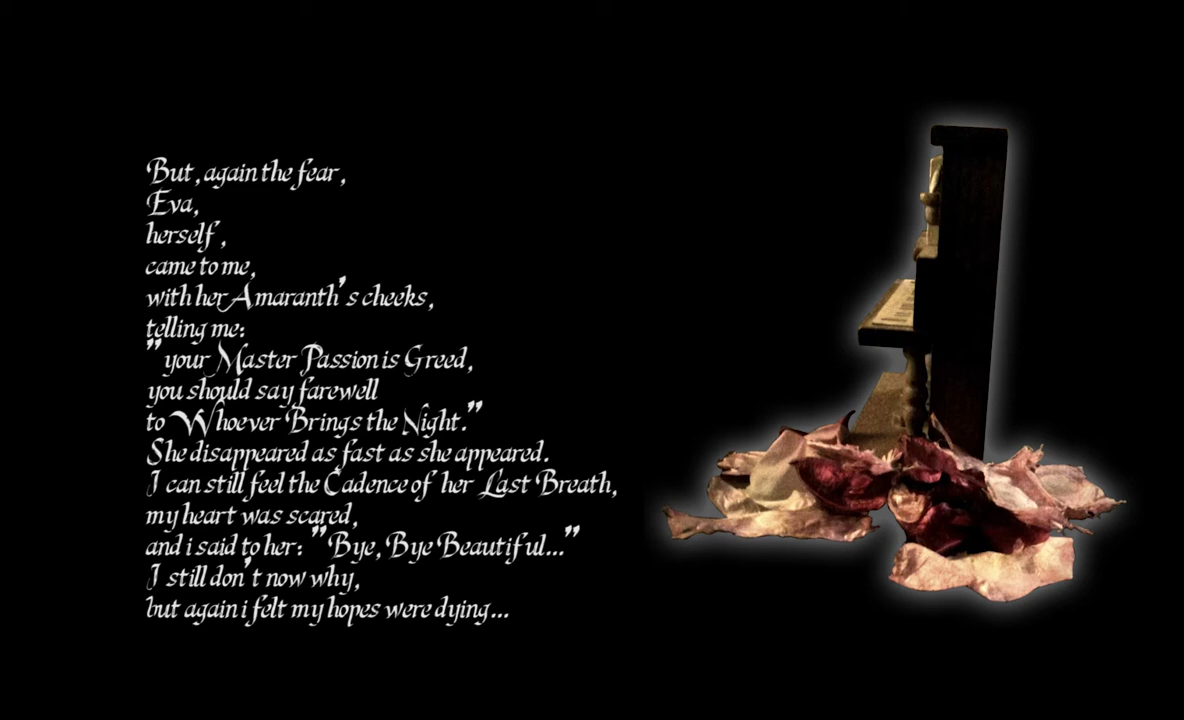 But, again the fear,
Eva,
herself,
came to me,
with her Amaranth's cheeks,
telling me:
"your Master Passion is Greed,
you should say farewell
to Whoever Brings the Night."
She disappeared as fast as she appeared.
I can still feel the Cadence of her Last Breath,
my heart was scared,
and i said to her: "Bye, Bye Beautiful..."
I still don't now why,
but again i felt my hopes were dying...